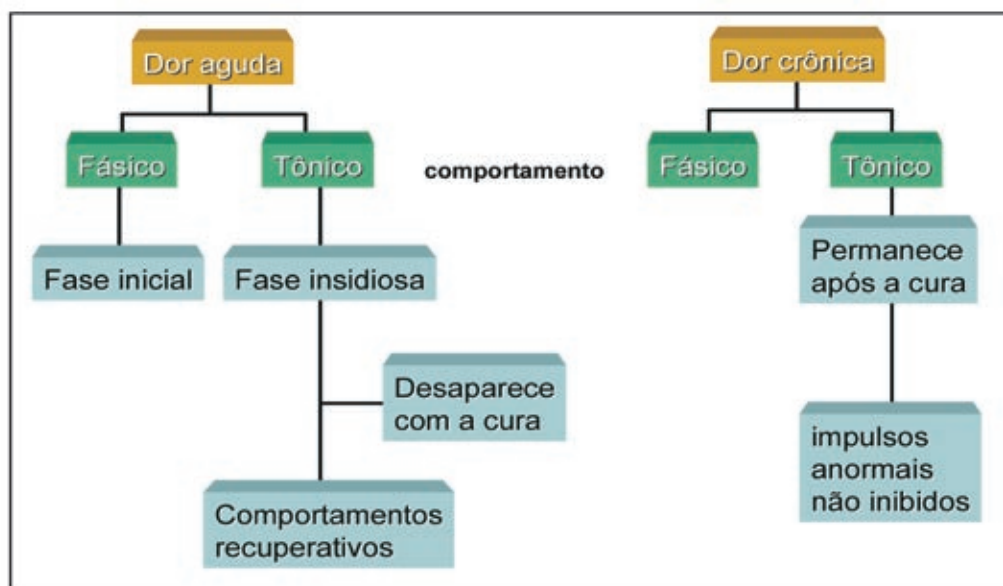 Dor aguda
Fásico
Tônico
Fase inicial
Fase insidiosa
Desaparece
com a cura
Comportamentos
recuperativos
comportamento
Dor crônica
Fásico
Tônico
Permanece
após a cura
impulsos
anormais
não inibidos